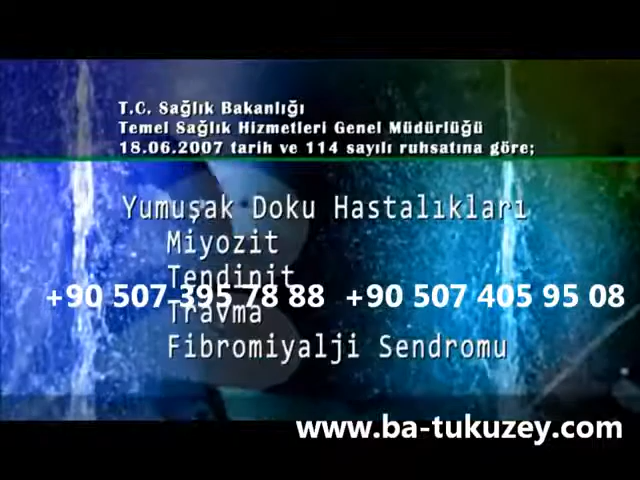 T.C. Sağlık Bakanlığı
Temel Sağlık Hizmetleri Genel Müdürlüğü
18.06.2007 tarih ve 114 sayılı ruhsatına göre;
Yumuşak Doku Hastalıkları
Miyozit
Tendinit
+90 507 395 78 88 +90 507 405 95 08
Travma
Fibromiyalji Sendromu
www.ba-tukuzey.com